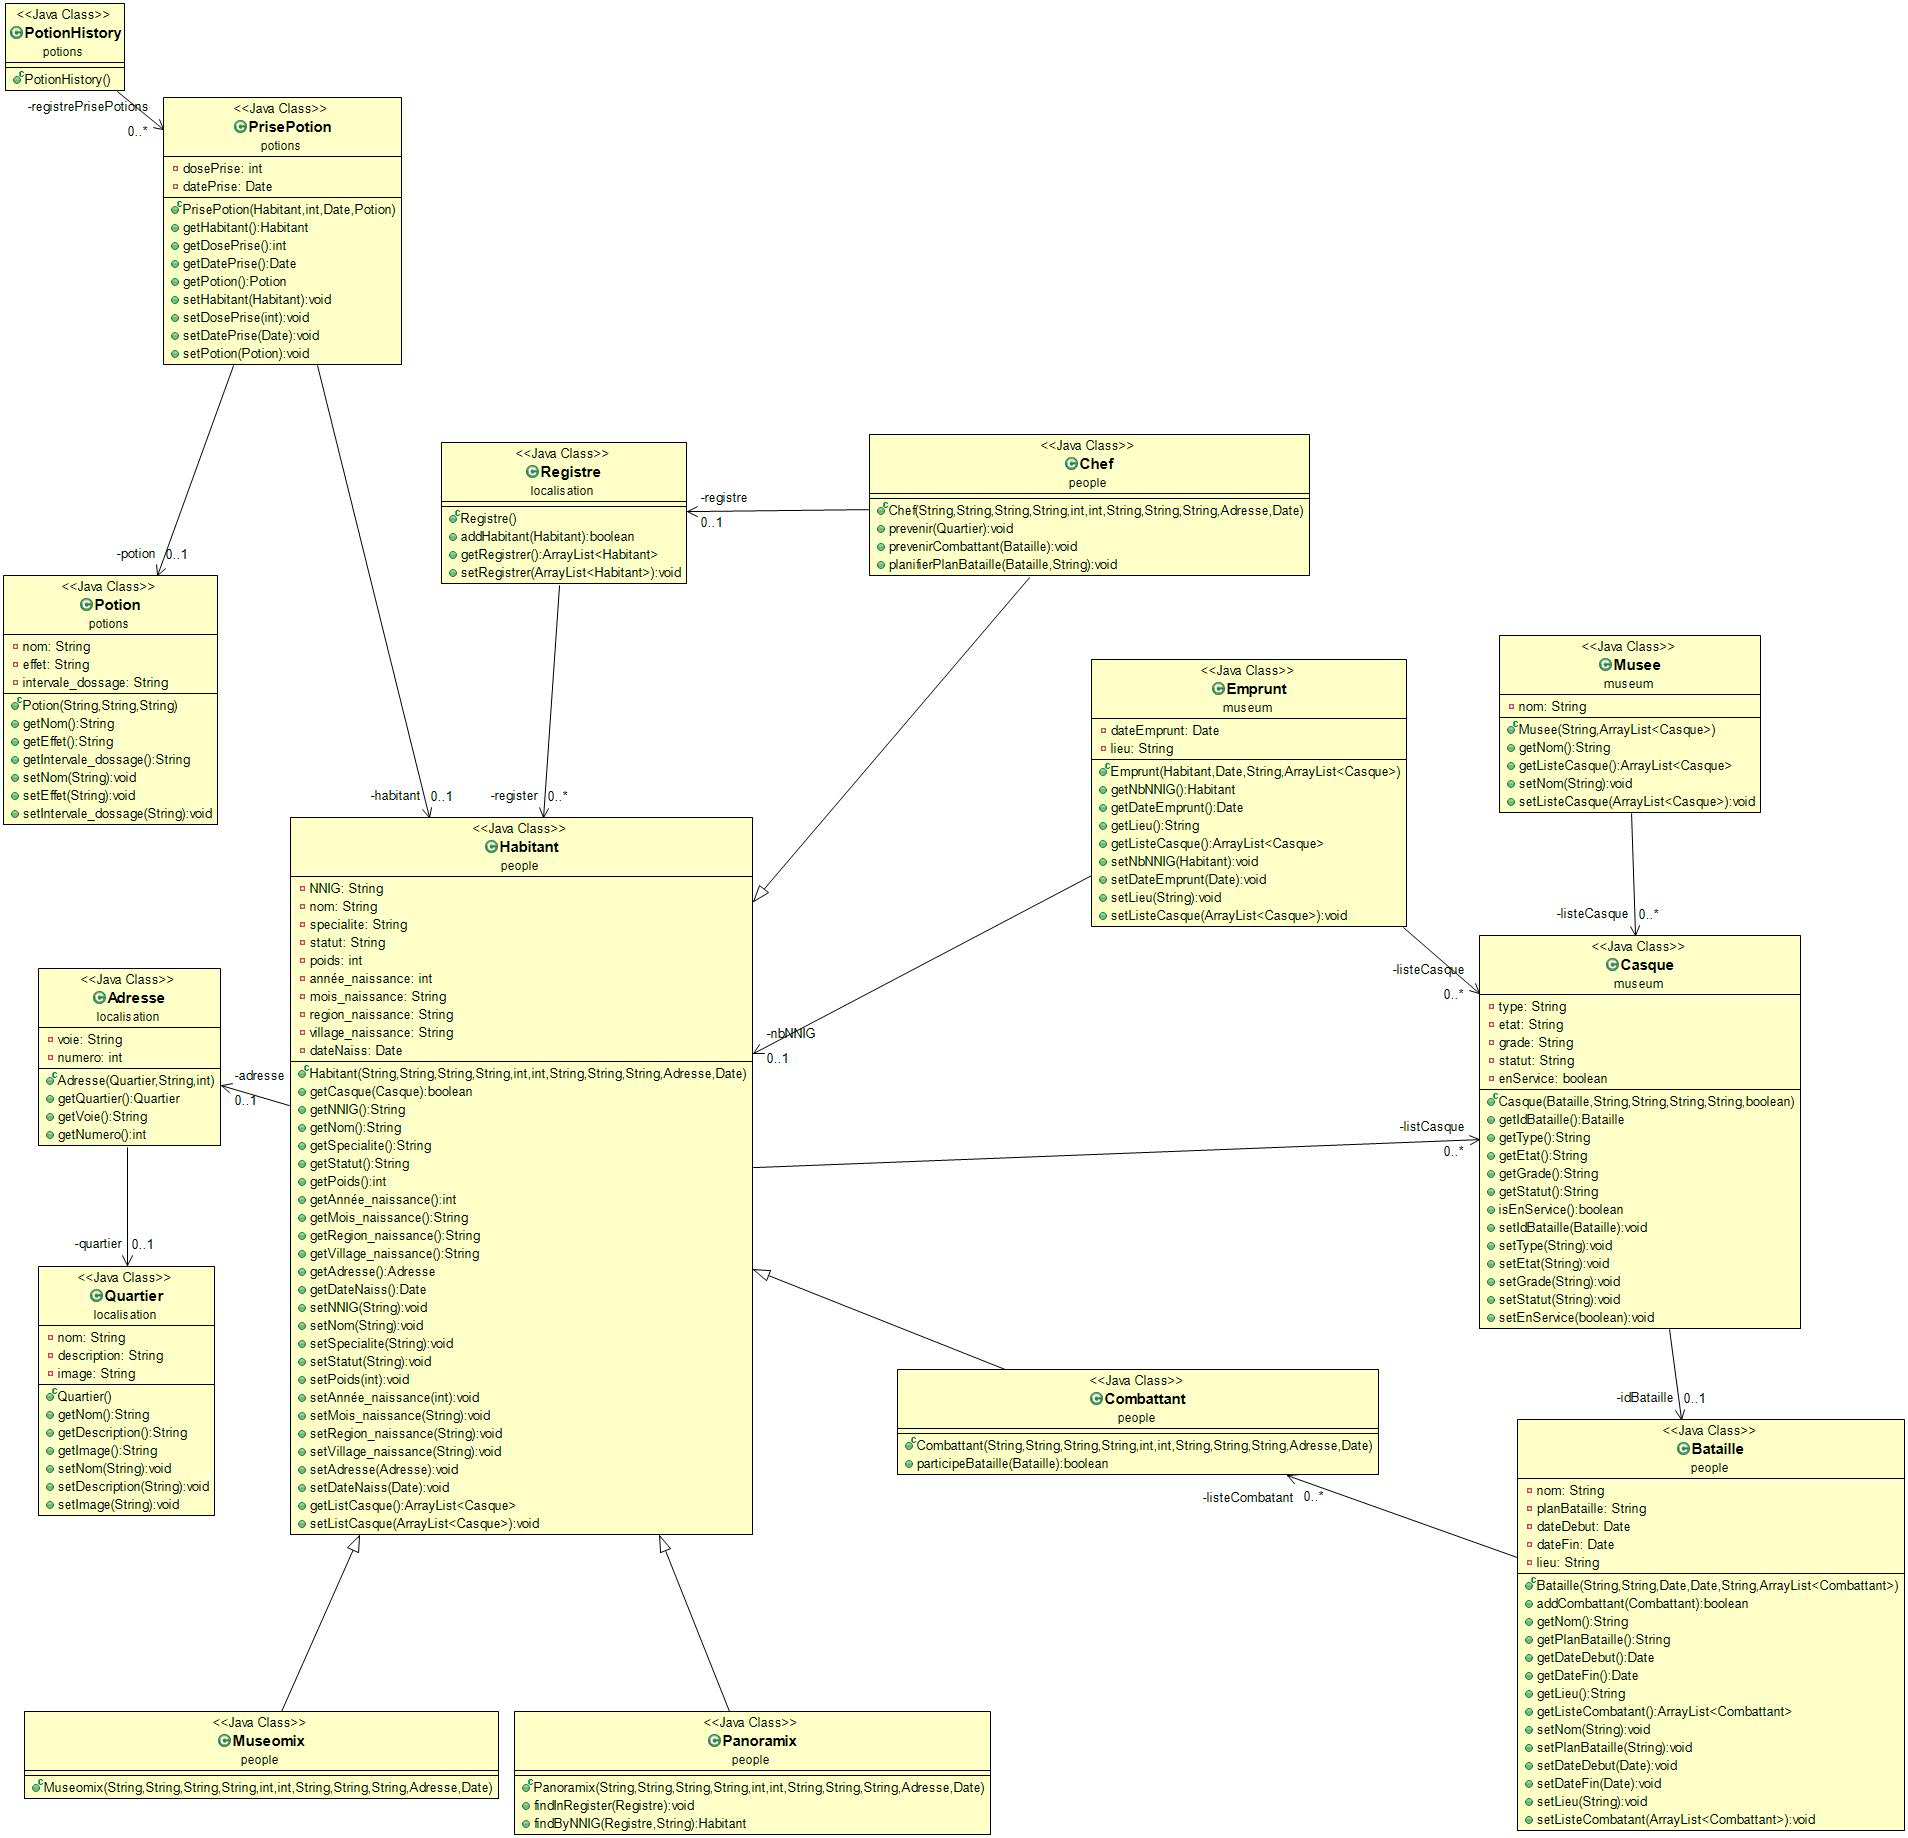 <<Java Class>>
PotionHistory
potions
PotionHistory()
-registrePrisePotions
0..*
<<Java Class>>
PrisePotion
potions
dosePrise: int
datePrise: Date
PrisePotion(Habitant,int,Date,Potion)
getHabitant():Habitant
getDosePrise():int
getDatePrise():Date
getPotion():Potion
setHabitant(Habitant):void
setDosePrise(int):void
setDatePrise(Date):void
setPotion(Potion):void
-potion 0..1
<<Java Class>>
Potion
potions
nom: String
effet: String
intervale_dossage: String
Potion(String,String,String)
getNom():String
getEffet():String
getIntervale_dossage():String
setNom(String):void
setEffet(String):void
setIntervale_dossage(String):void
<<Java Class>>
Registre
localisation
Registre()
addHabitant(Habitant):boolean
getRegistrer():ArrayList<Habitant>
setRegistrer(ArrayList<Habitant>):void
-registre
0..1
<<Java Class>>
Chef
people
Chef(String,String,String,String,int,int,String,String,String,Adresse,Date)
prevenir(Quartier):void
prevenirCombattant(Bataille):void
planifierPlanBataille(Bataille,String):void
-habitant 0..1
-register 0..*
<<Java Class>>
Emprunt
museum
dateEmprunt: Date
lieu: String
Emprunt(Habitant,Date,String,ArrayList<Casque>)
getNbNNIG():Habitant
getDateEmprunt():Date
getLieu():String
getListeCasque():ArrayList<Casque>
setNbNNIG(Habitant):void
setDateEmprunt(Date):void
setLieu(String):void
setListeCasque(ArrayList<Casque>):void
<<Java Class>>
Musee
museum
nom: String
Musee(String,ArrayList<Casque>)
getNom():String
getListeCasque():ArrayList<Casque>
setNom(String):void
setListeCasque(ArrayList<Casque>):void
-listeCasque 0..*
-listeCasque
0..*
<<Java Class>>
Habitant
people
NNIG: String
nom: String
specialite: String
statut: String
poids: int
année_naissance: int
mois_naissance: String
region_naissance: String
village_naissance: String
dateNaiss: Date
Habitant(String,String,String,String,int,int,String,String,String,Adresse,Date)
getCasque(Casque):boolean
getNNIG():String
getNom():String
getSpecialite():String
getStatut():String
getPoids():int
getAnnée_naissance():int
getMois_naissance():String
getRegion_naissance():String
getVillage_naissance():String
getAdresse():Adresse
getDateNaiss():Date
setNNIG(String):void
setNom(String):void
setSpecialite(String):void
setStatut(String):void
setPoids(int):void
setAnnée_naissance(int):void
setMois_naissance(String):void
setRegion_naissance(String):void
setVillage_naissance(String):void
setAdresse(Adresse):void
setDateNaiss(Date):void
getListCasque():ArrayList<Casque>
setListCasque(ArrayList<Casque>):void
-nbNNIG
0..1
-adresse
0..1
<<Java Class>>
Adresse
localisation
voie: String
numero: int
Adresse(Quartier,String,int)
getQuartier():Quartier
getVoie():String
getNumero():int
-quartier 0..1
<<Java Class>>
Quartier
localisation
nom: String
description: String
image: String
Quartier()
getNom():String
getDescription():String
getImage():String
setNom(String):void
setDescription(String):void
setImage(String):void
<<Java Class>>
Casque
museum
type: String
etat: String
grade: String
statut: String
enService: boolean
Casque(Bataille,String,String,String,String,boolean)
getIdBataille():Bataille
getType():String
getEtat():String
getGrade():String
getStatut():String
isEnService():boolean
setIdBataille(Bataille):void
setType(String):void
setEtat(String):void
setGrade(String):void
setStatut(String):void
setEnService(boolean):void
-listCasque
0..*
-idBataille 0..1
<<Java Class>>
Combattant
people
Combattant(String,String,String,String,int,int,String,String,String,Adresse,Date)
participeBataille(Bataille):boolean
-listeCombatant 0..*
<<Java Class>>
Bataille
people
nom: String
planBataille: String
dateDebut: Date
dateFin: Date
lieu: String
Bataille(String,String,Date,Date,String,ArrayList<Combattant>)
addCombattant(Combattant):boolean
getNom():String
getPlanBataille():String
getDateDebut():Date
getDateFin():Date
getLieu():String
getListeCombatant():ArrayList<Combattant>
setNom(String):void
setPlanBataille(String):void
setDateDebut(Date):void
setDateFin(Date):void
setLieu(String):void
setListeCombatant(ArrayList<Combattant>):void
<<Java Class>>
Museomix
people
Museomix(String,String,String,String,int,int,String,String,String,Adresse,Date)
<<Java Class>>
Panoramix
people
Panoramix(String,String,String,String,int,int,String,String,String,Adresse,Date)
findInRegister(Registre):void
findByNNIG(Registre,String):Habitant